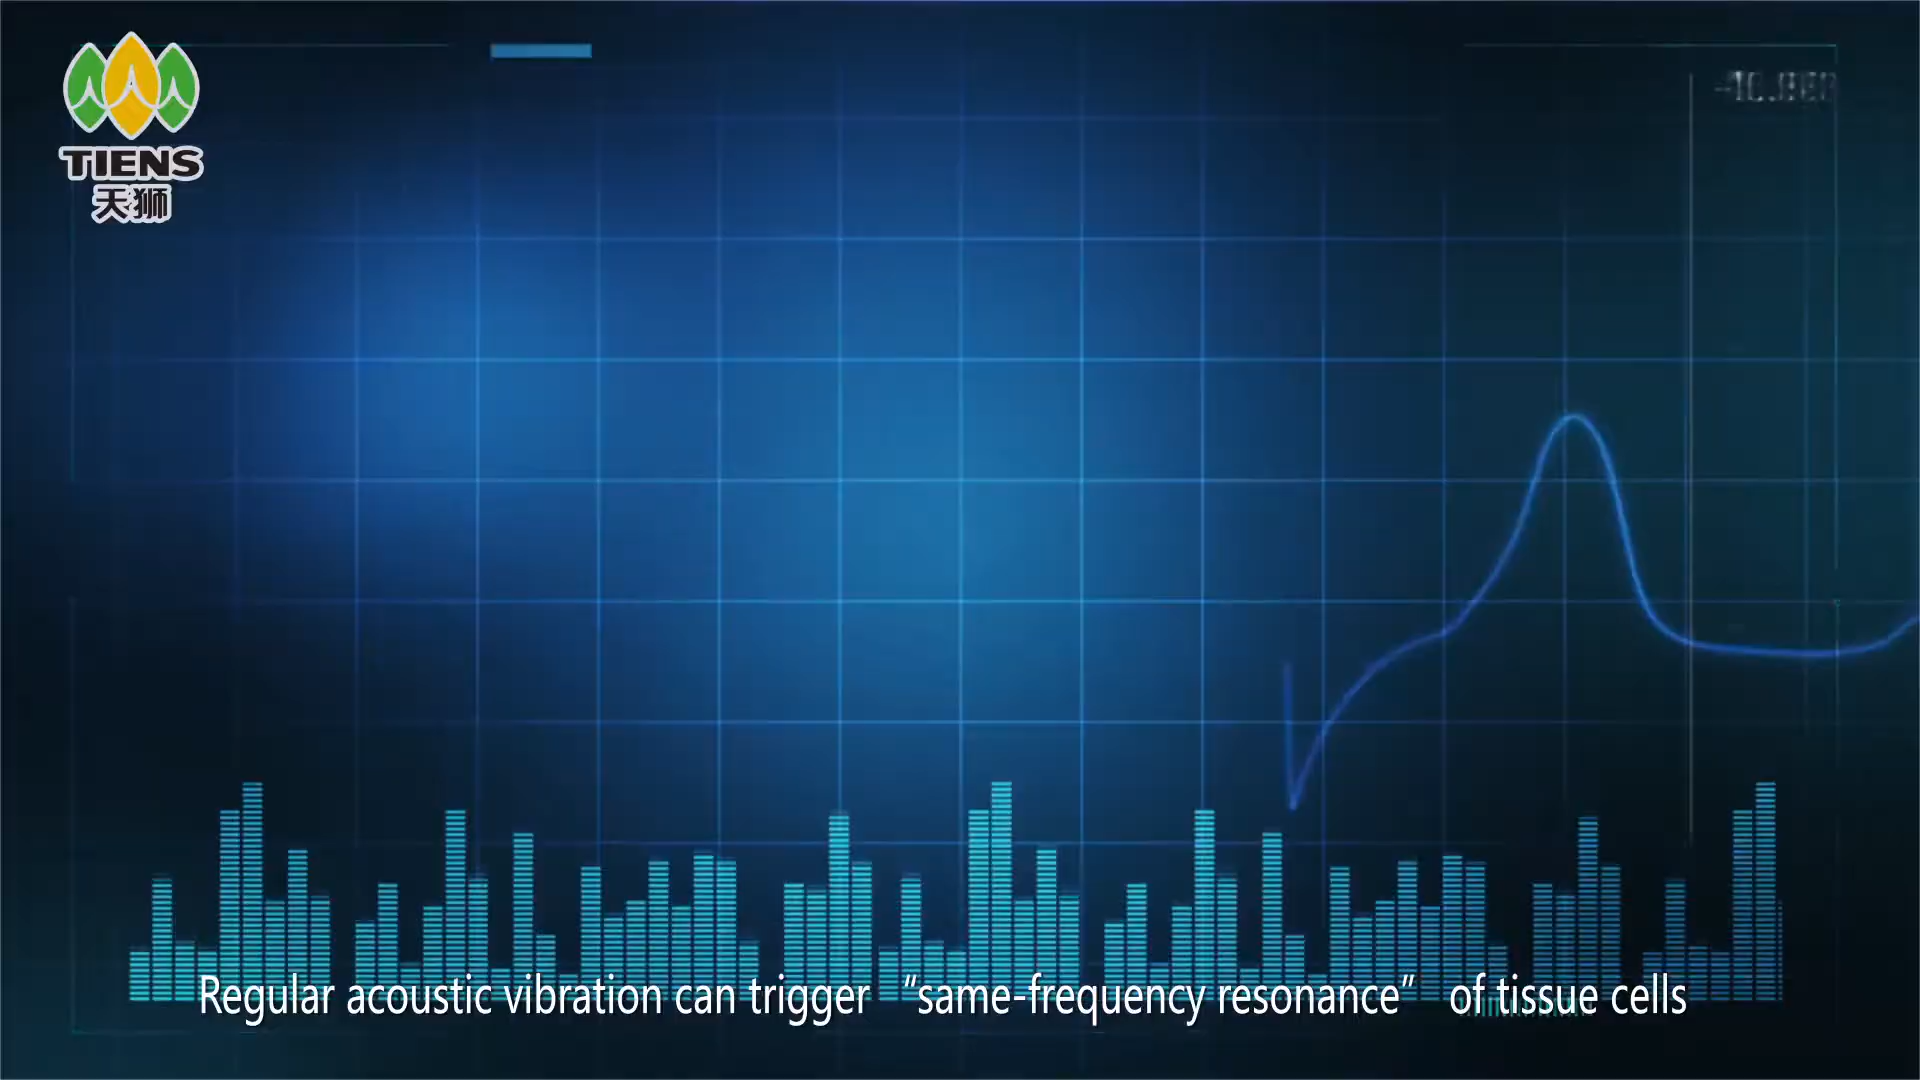 TIENS
天狮
Regular acoustic vibration can trigger “same-frequency resonance” of tissue cells